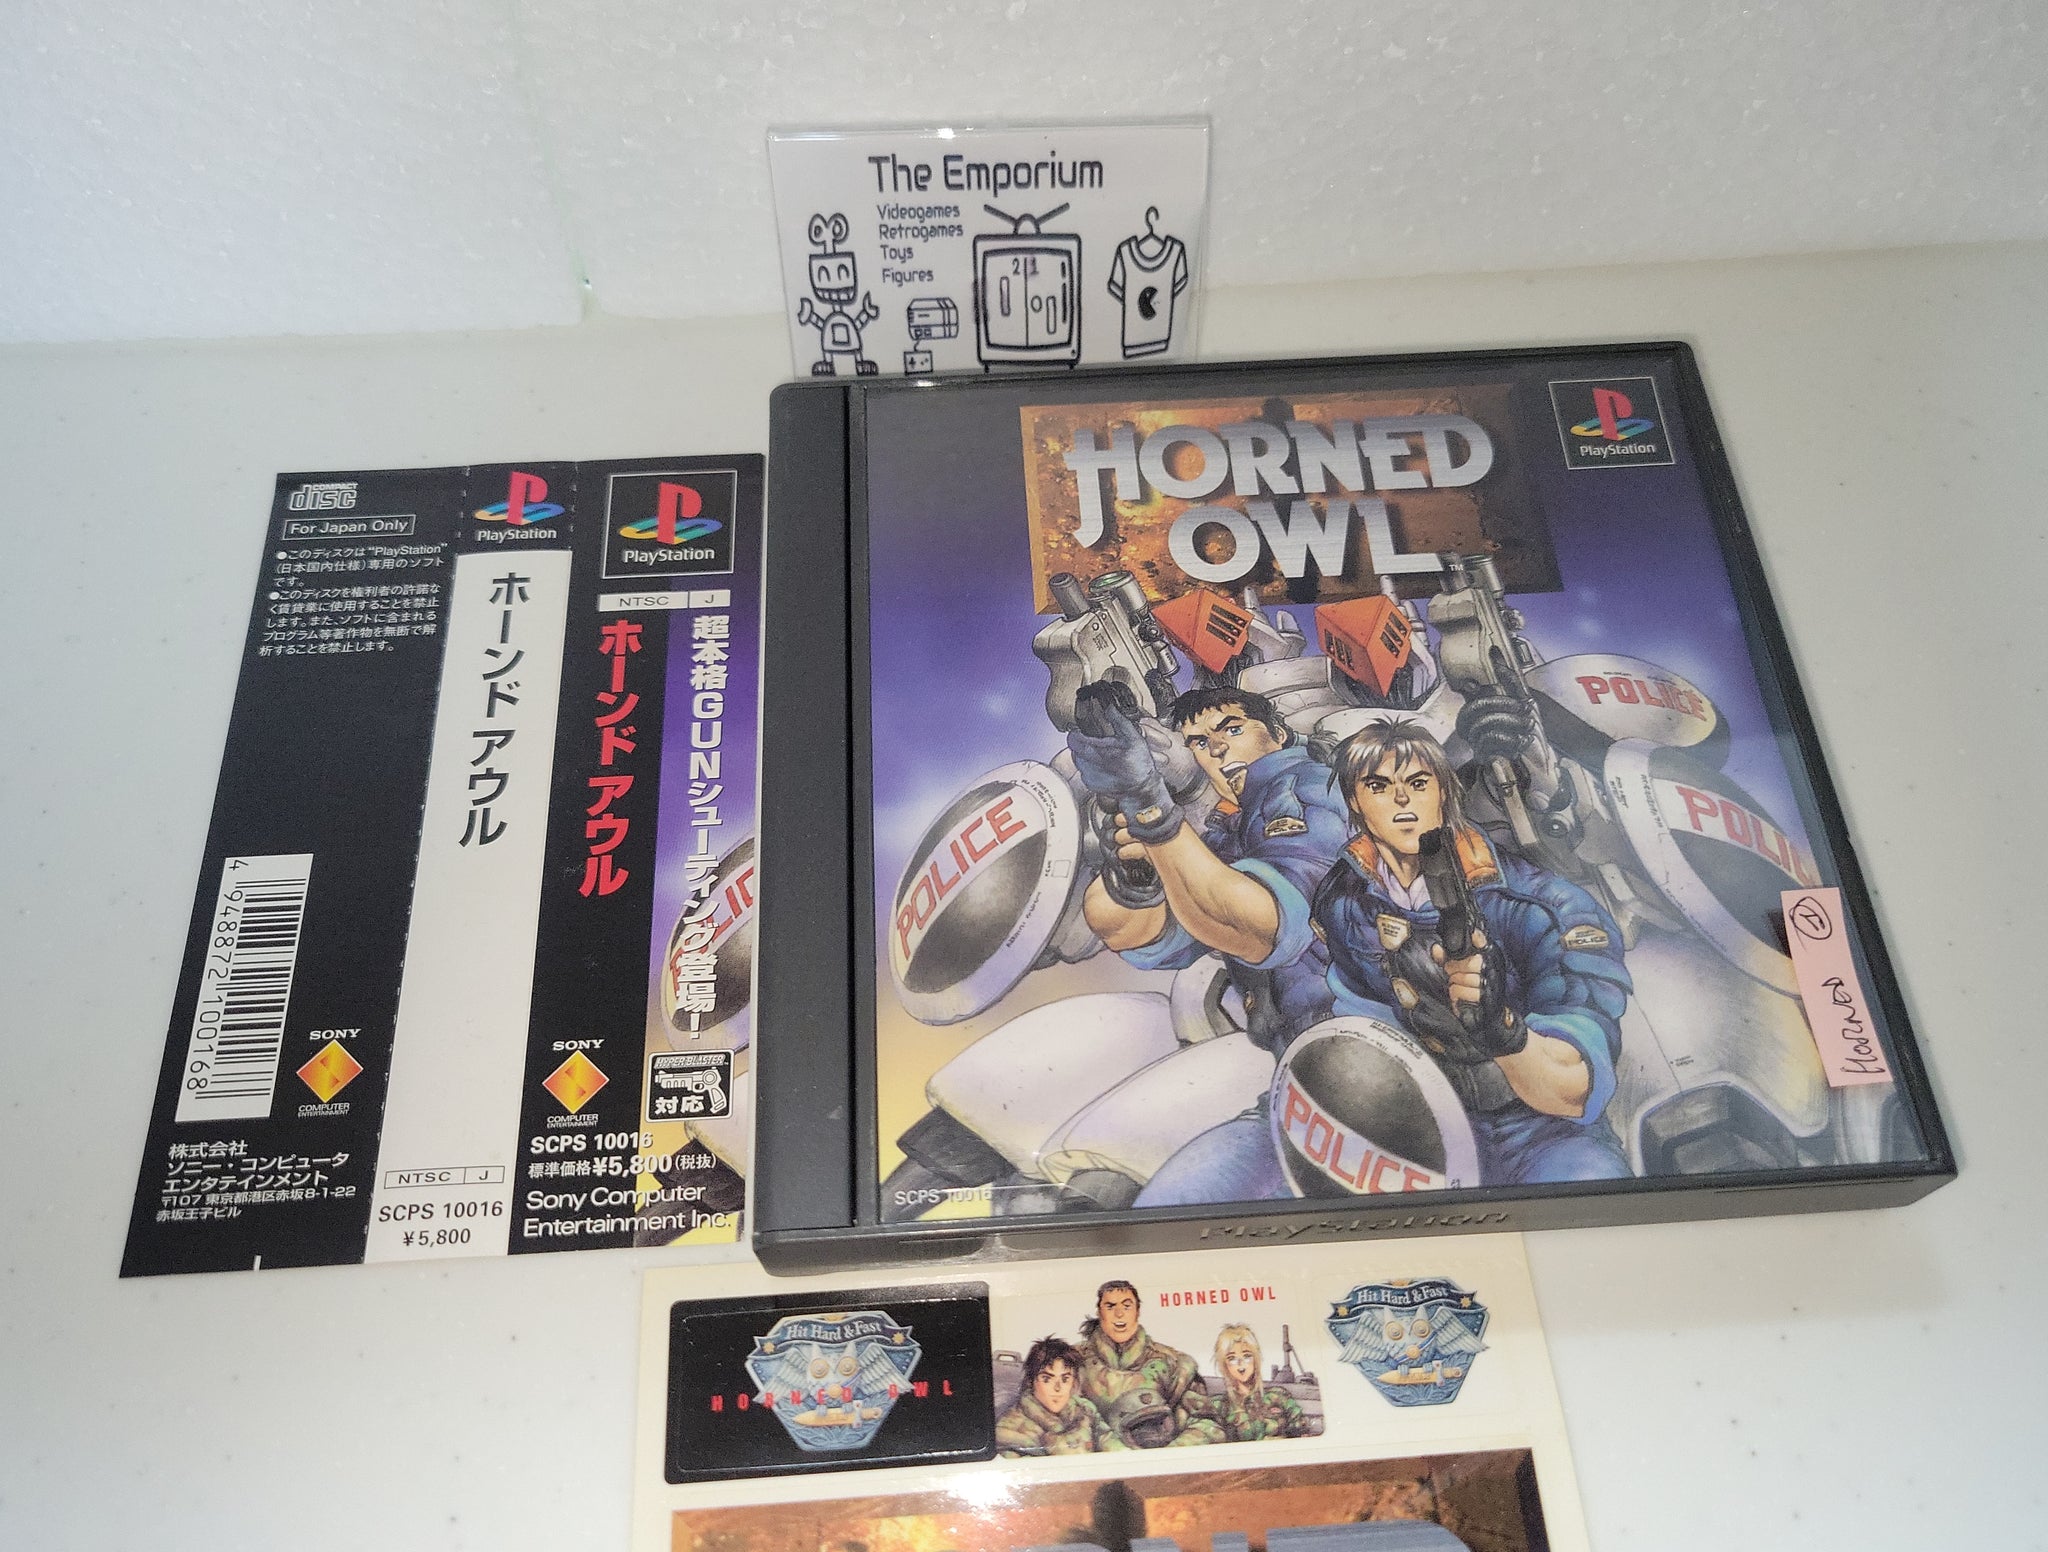 The Emporium
Videogames
Retrogames
Toys
Figures
2 1
COMPACT
disc
For Japan Only
●このディスクは"PlayStation"
(日本国内仕様)専用のソフト
です。
●このディスクを権利者の許諾な
く賃貸業に使用することを禁止
します。また、ソフトに含まれる
プログラム等著作物を無断で解
析することを禁止します。
4 948872 100168
SONY
COMPUTER
ENTERTAINMENT
株式会社
ソニー・コンピュータ
エンタテインメント
〒107 東京都港区赤坂8-1-22
赤坂王子ビル
PlayStation
ホーンド アウル
NTSC J
SCPS 10016
¥5,800
PlayStation
NTSC J
ホーンド アウル
超本格GUNシューティング登場!
SONY
COMPUTER
ENTERTAINMENT
HYPER BLASTER
対応
SCPS 10016
標準価格¥5,800(税抜)
Sony Computer
Entertainment Inc.
HORNED
OWL™
PlayStation
POLICE
POLICE
POLIC
POLICE
POLICE
POLICE
11
HORNED
SCPS 10016
PlayStation
Hit Hard & Fast
HORNED OWL
HORNED OWL
Hit Hard & Fast